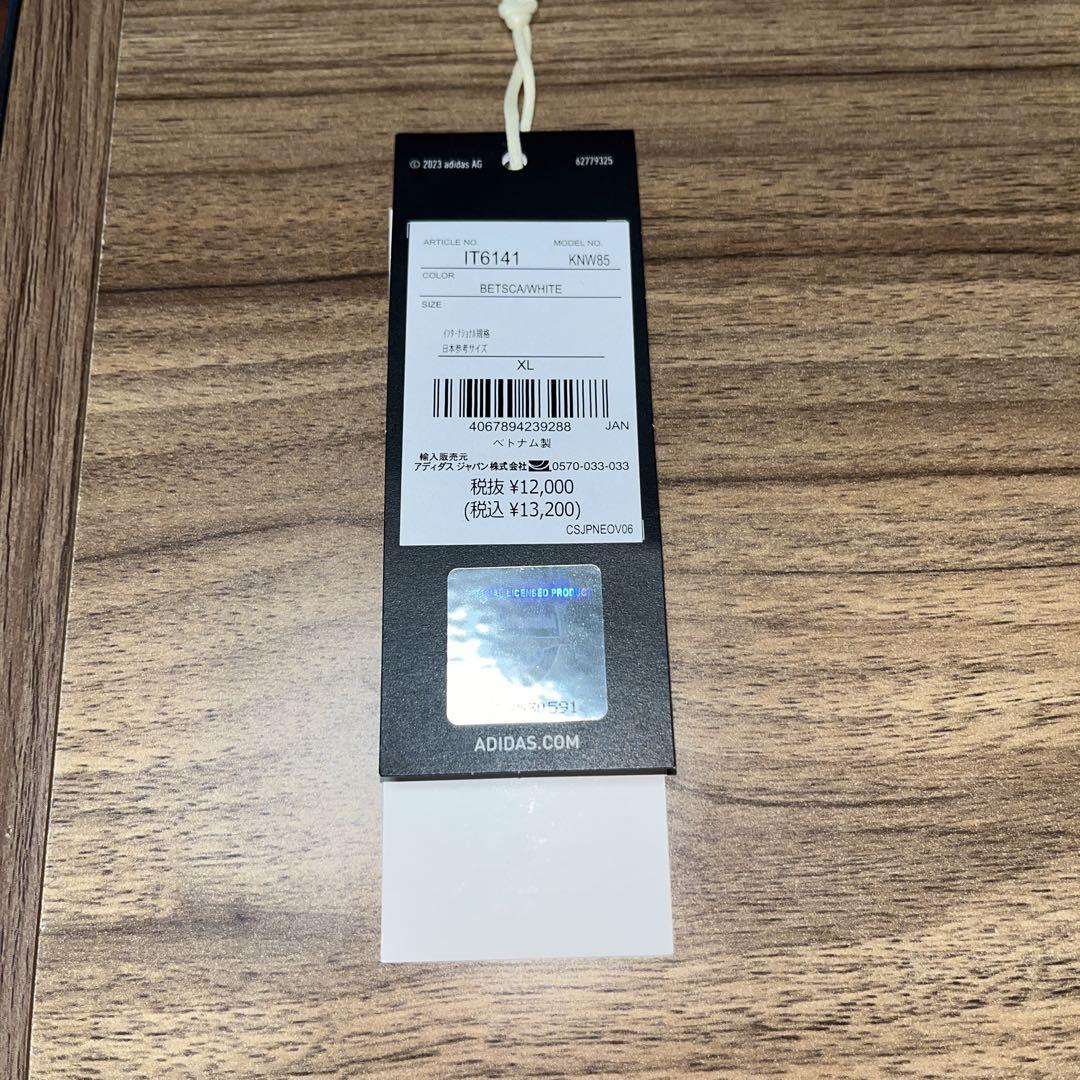 © 2023 adidas AG 62779325
ARTICLE NO. MODEL NO.
IT6141 KNW85
COLOR
BETSCA/WHITE
SIZE
ｲﾝﾀｰﾅｼｮﾅﾙ規格
日本参考サイズ
XL
4067894239288 JAN
ベトナム製
輸入販売元
アディダス ジャパン株式会社 0570-033-033
税抜 ¥12,000
(税込 ¥13,200)
CSJPNEOV06
LICENSED PRODUCT
591
ADIDAS.COM